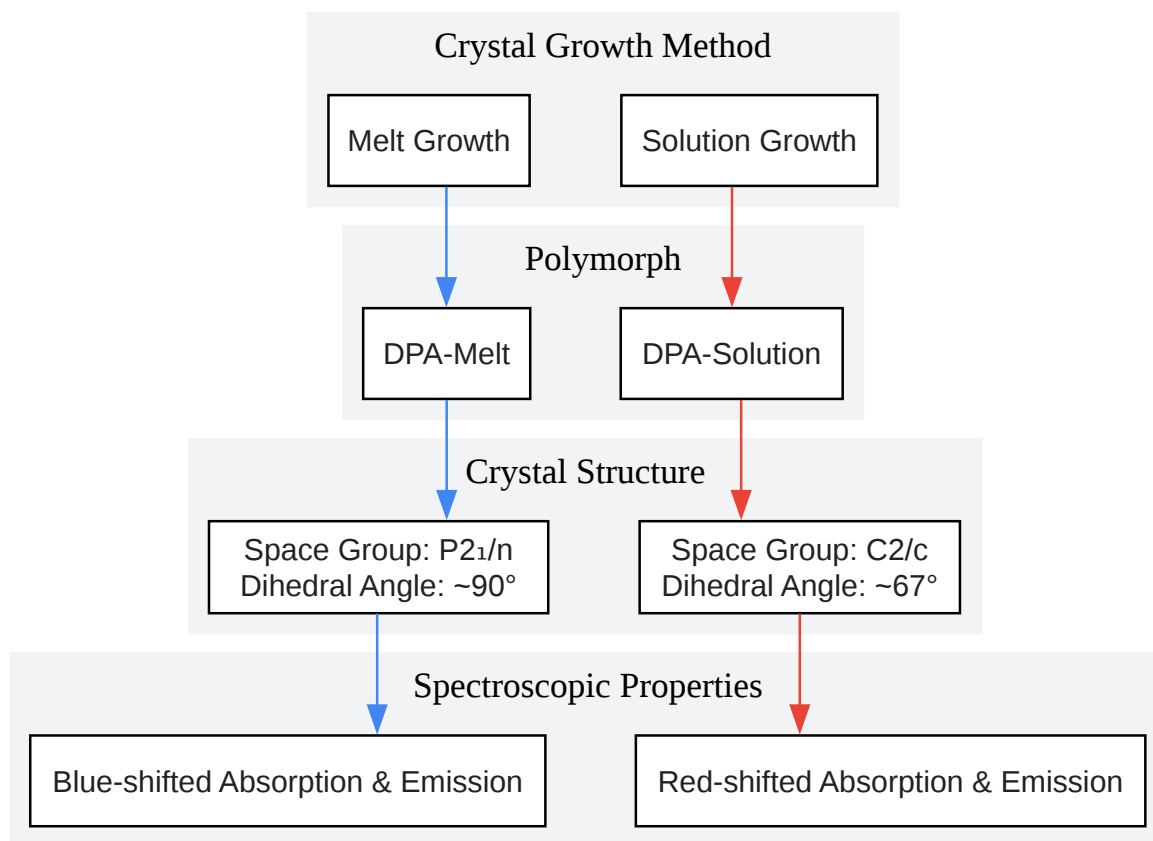 Crystal Growth Method
Melt Growth
Solution Growth
Polymorph
DPA-Melt
DPA-Solution
Crystal Structure
Space Group: P2₁/n
Dihedral Angle: ~90°
Space Group: C2/c
Dihedral Angle: ~67°
Spectroscopic Properties
Blue-shifted Absorption & Emission
Red-shifted Absorption & Emission